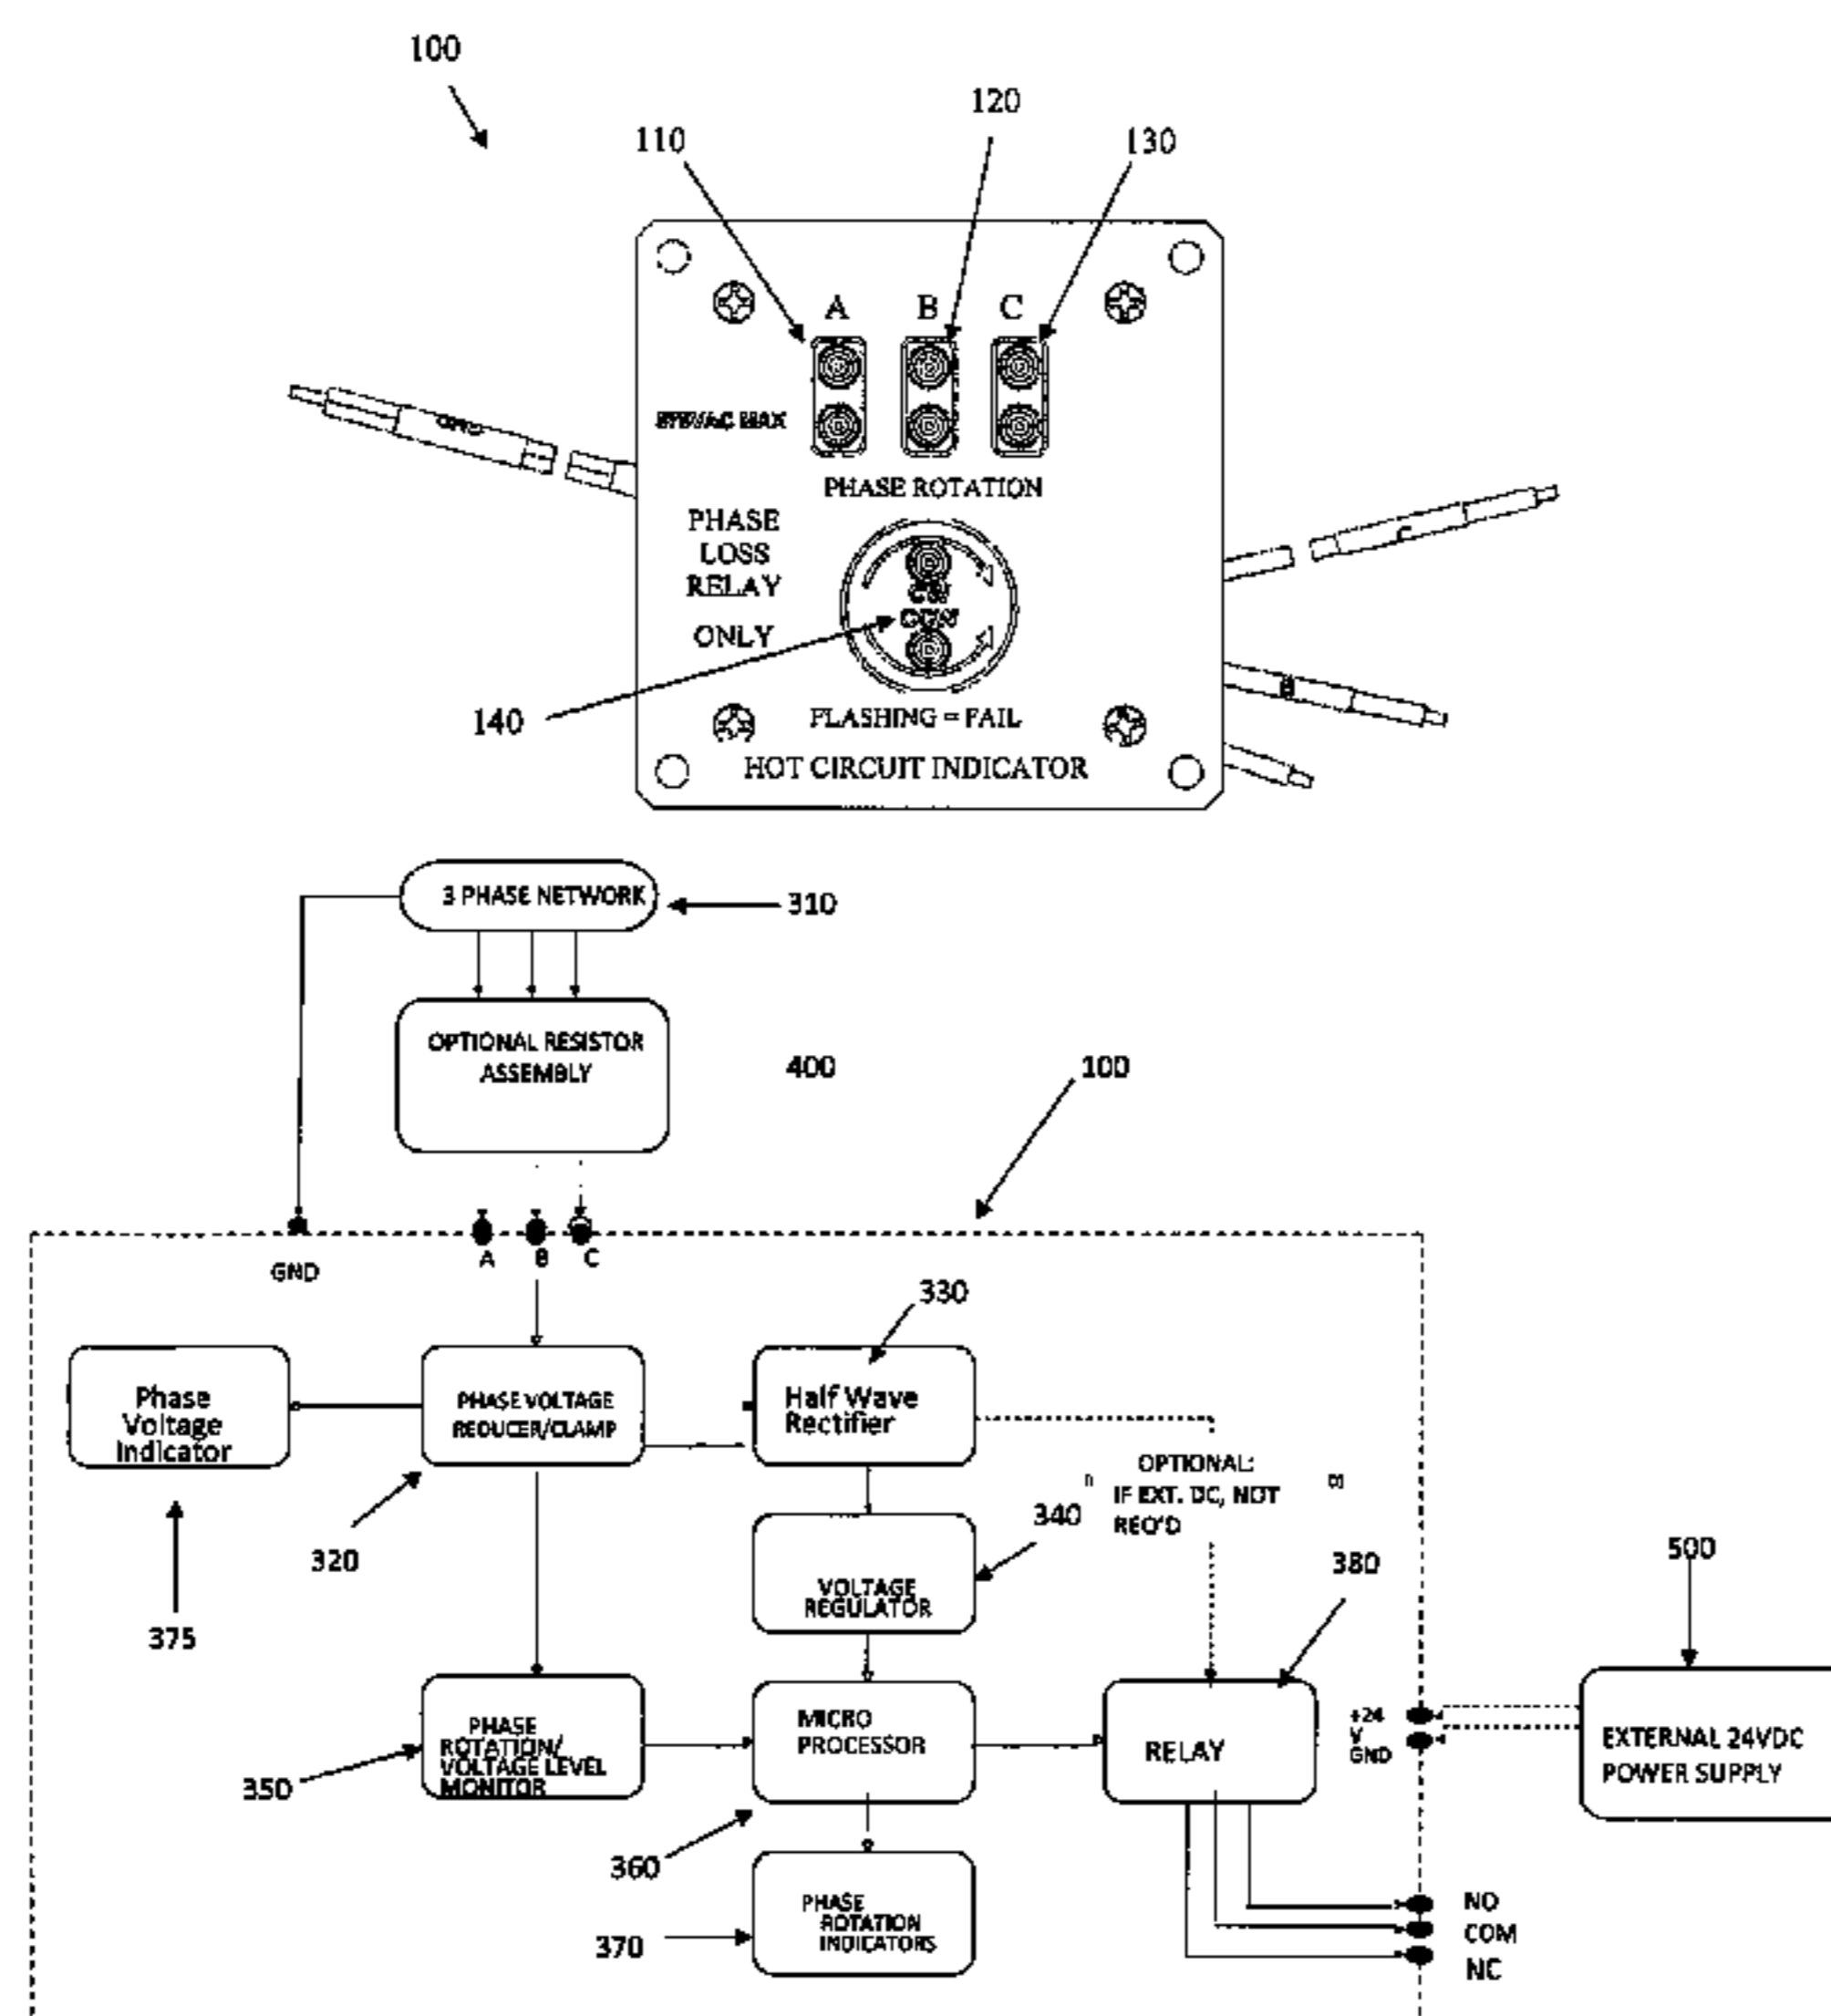 100
120
110
130
A B C
MAX
PHASE ROTATION
PHASE
LOSS
RELAY
ONLY
CW
CCW
C
B
140
FLASHING = FAIL
HOT CIRCUIT INDICATOR
3 PHASE NETWORK
310
OPTIONAL RESISTOR
ASSEMBLY
400
100
GND
A B C
330
Phase
Voltage
Indicator
PHASE VOLTAGE
REDUCER/CLAMP
Half Wave
Rectifier
OPTIONAL:
IF EXT. DC, NOT
REQ'D
340
320
380
500
375
VOLTAGE
REGULATOR
PHASE
ROTATION/
VOLTAGE LEVEL
MONITOR
350
MICRO
PROCESSOR
RELAY
+24
V
GND
EXTERNAL 24VDC
POWER SUPPLY
360
370
PHASE
ROTATION
INDICATORS
NO
COM
NC